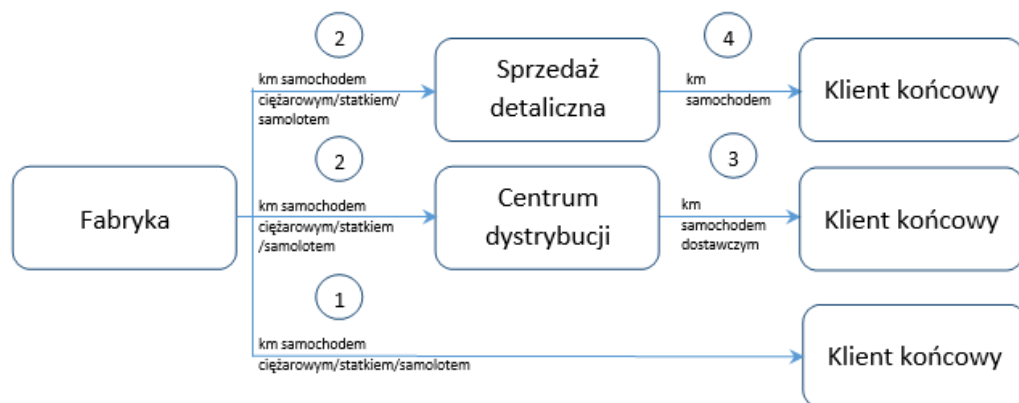 2
4
km samochodem
ciężarowym/statkiem/
samolotem
Sprzedaż
detaliczna
km
samochodem
Klient końcowy
2
3
Fabryka
km samochodem
ciężarowym/statkiem
/samolotem
Centrum
dystrybucji
km
samochodem
dostawczym
Klient końcowy
1
km samochodem
ciężarowym/statkiem/samolotem
Klient końcowy